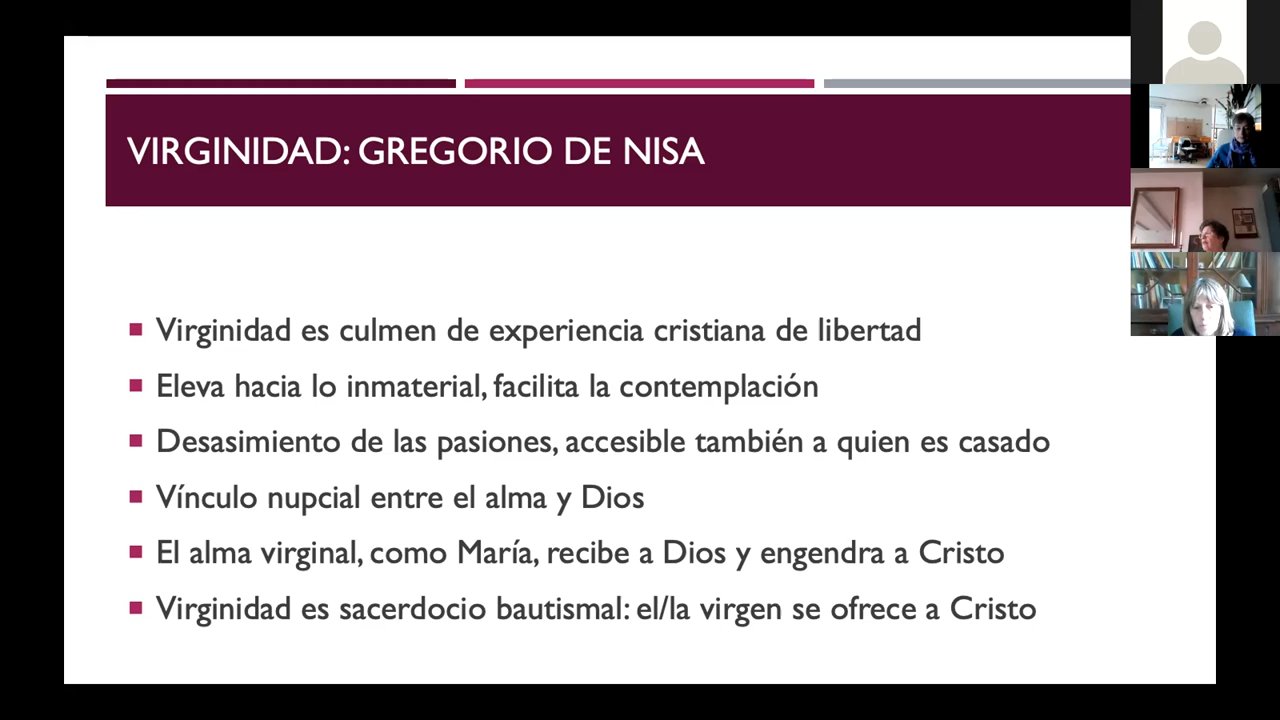 VIRGINIDAD: GREGORIO DE NISA
Virginidad es culmen de experiencia cristiana de libertad
Eleva hacia lo inmaterial, facilita la contemplación
Desasimiento de las pasiones, accesible también a quien es casado
Vínculo nupcial entre el alma y Dios
El alma virginal, como María, recibe a Dios y engendra a Cristo
Virginidad es sacerdocio bautismal: el/la virgen se ofrece a Cristo